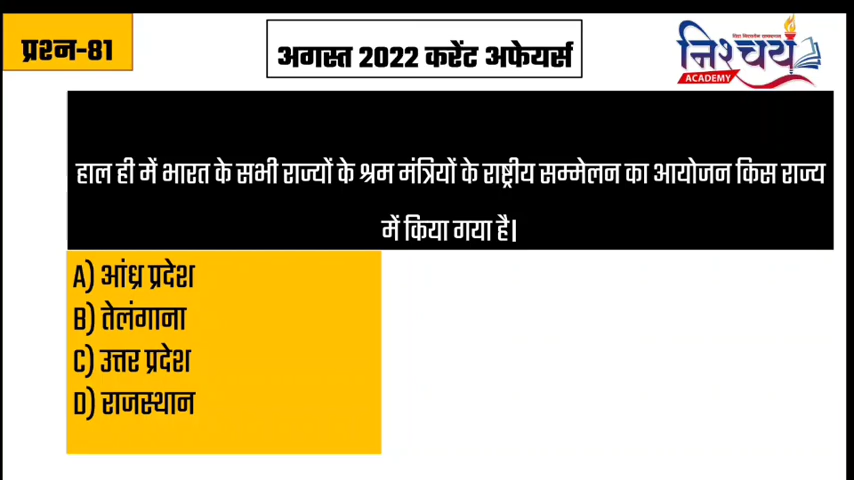 प्रश्न-81
अगस्त 2022 करेंट अफेयर्स
निश्चय
ACADEMY
हाल ही में भारत के सभी राज्यों के श्रम मंत्रियों के राष्ट्रीय सम्मेलन का आयोजन किस राज्य
में किया गया है।
A) आंध्र प्रदेश
B) तेलंगाना
C) उत्तर प्रदेश
D) राजस्थान